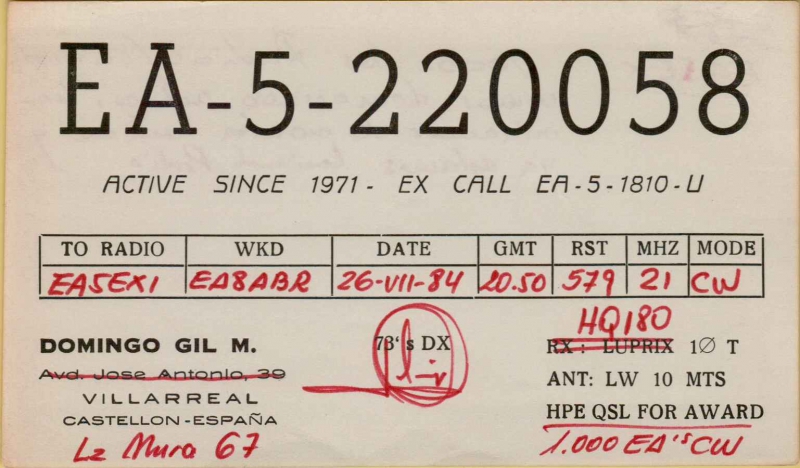 EA-5-220058
ACTIVE SINCE 1971 - EX CALL EA-5-1810-U
TO RADIO WKD DATE GMT RST MHZ MODE
EA5EXI EA8ABR 26-VII-84 20.50 579 21 CW
HQ180
DOMINGO GIL M. 73's DX RX: LUPRIX 1Ø T
Avd. Jose Antonio, 39 ANT: LW 10 MTS
VILLARREAL
CASTELLON-ESPAÑA HPE QSL FOR AWARD
La Mura 67 1.000 EA'S CW